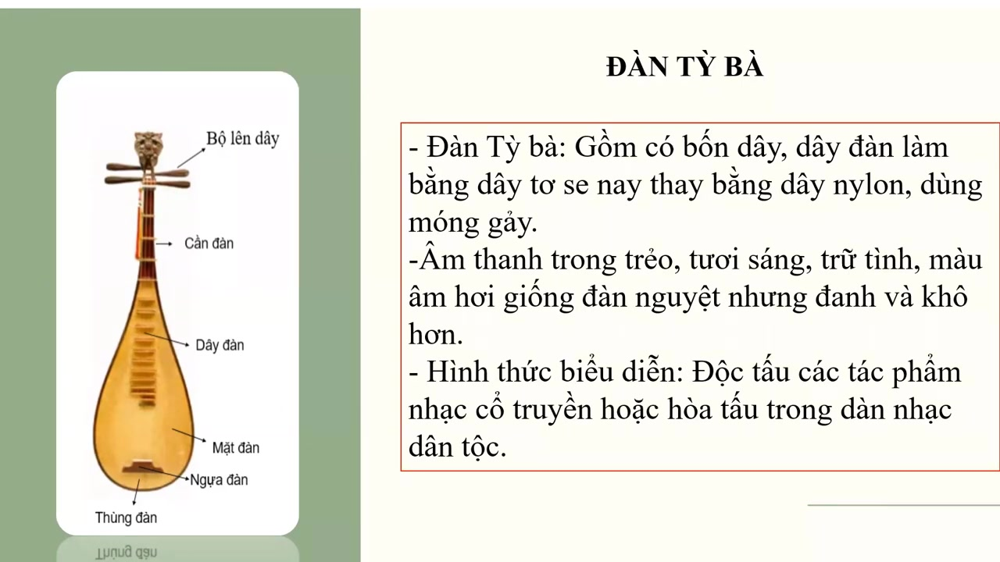 ĐÀN TỲ BÀ
Bộ lên dây
Cần đàn
Dây đàn
Mặt đàn
Ngựa đàn
Thùng đàn
- Đàn Tỳ bà: Gồm có bốn dây, dây đàn làm
bằng dây tơ se nay thay bằng dây nylon, dùng
móng gảy.
-Âm thanh trong trẻo, tươi sáng, trữ tình, màu
âm hơi giống đàn nguyệt nhưng đanh và khô
hơn.
- Hình thức biểu diễn: Độc tấu các tác phẩm
nhạc cổ truyền hoặc hòa tấu trong dàn nhạc
dân tộc.